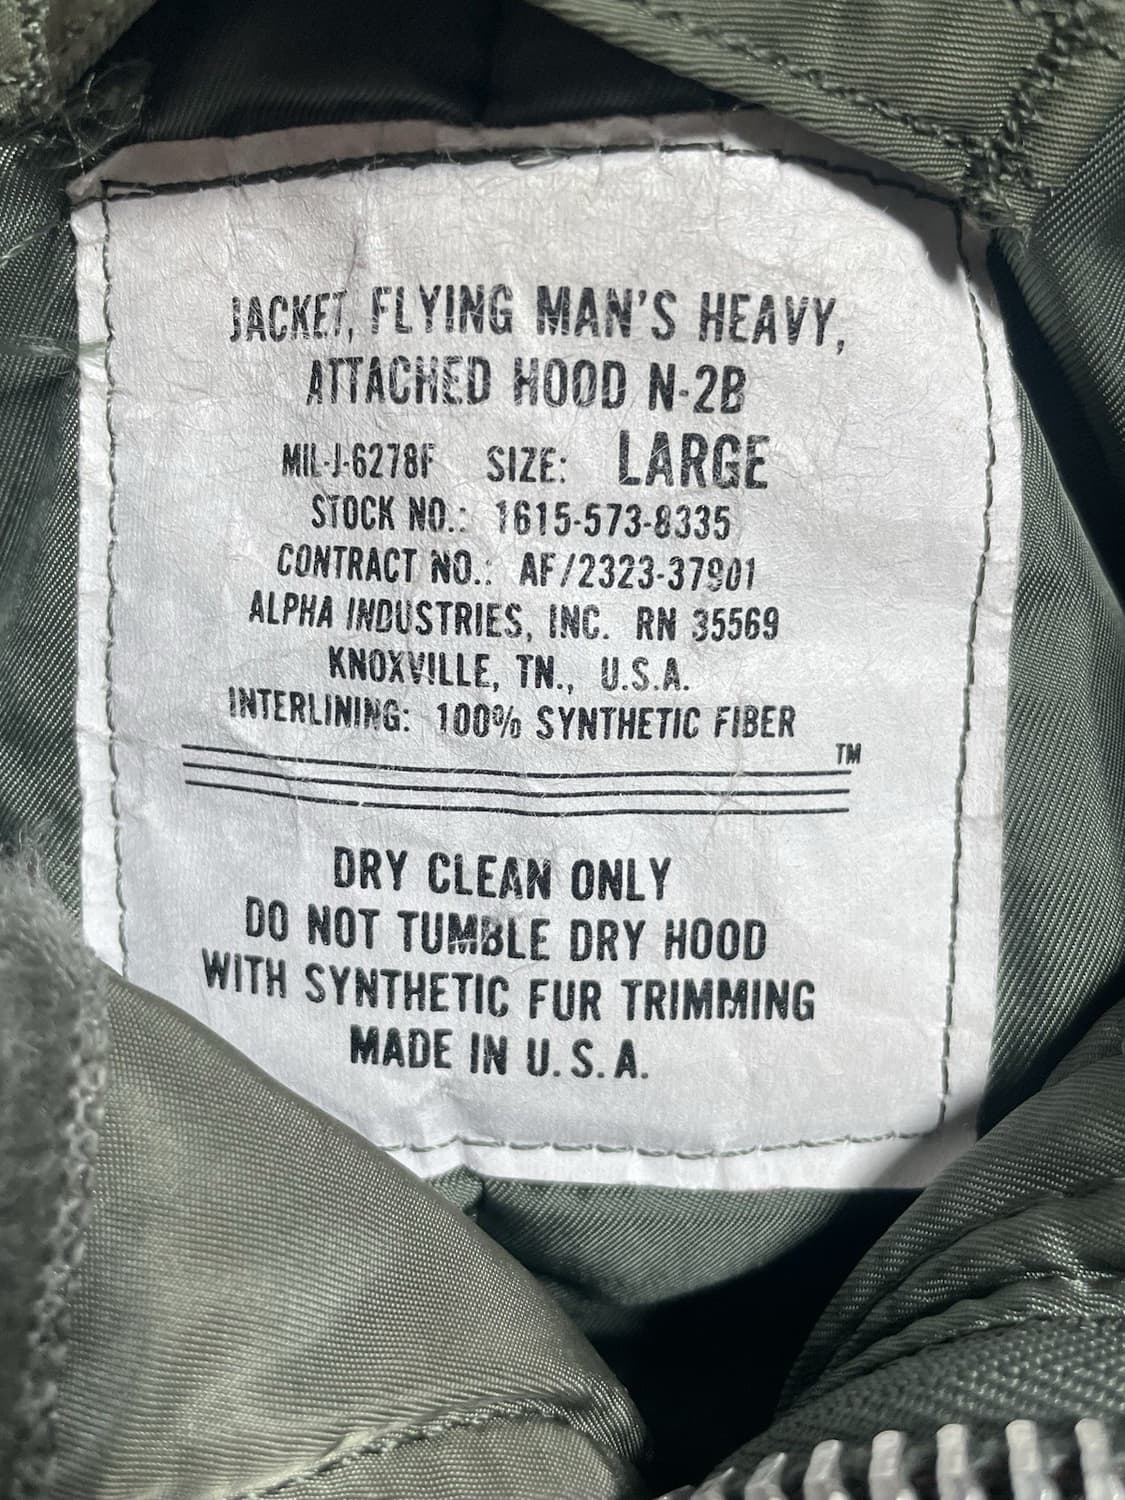 JACKET, FLYING MAN'S HEAVY,
ATTACHED HOOD N-2B
MIL-J-6278F SIZE: LARGE
STOCK NO.: 1615-573-8335
CONTRACT NO.: AF/2323-37901
ALPHA INDUSTRIES, INC. RN 35569
KNOXVILLE, TN., U.S.A.
INTERLINING: 100% SYNTHETIC FIBER
TM
DRY CLEAN ONLY
DO NOT TUMBLE DRY HOOD
WITH SYNTHETIC FUR TRIMMING
MADE IN U.S.A.